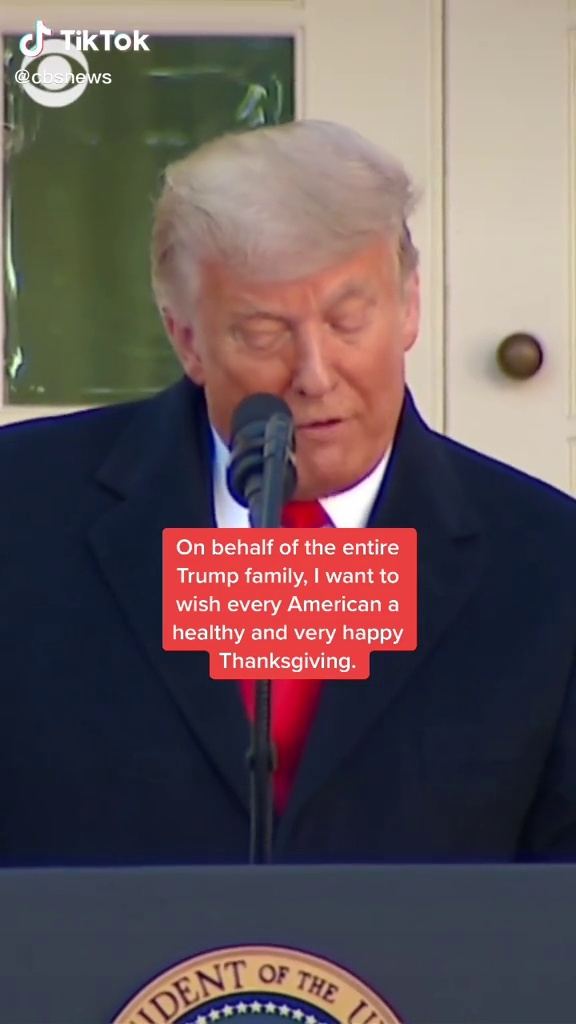 TikTok
@cbsnews
On behalf of the entire
Trump family, I want to
wish every American a
healthy and very happy
Thanksgiving.
IDENT OF THE U